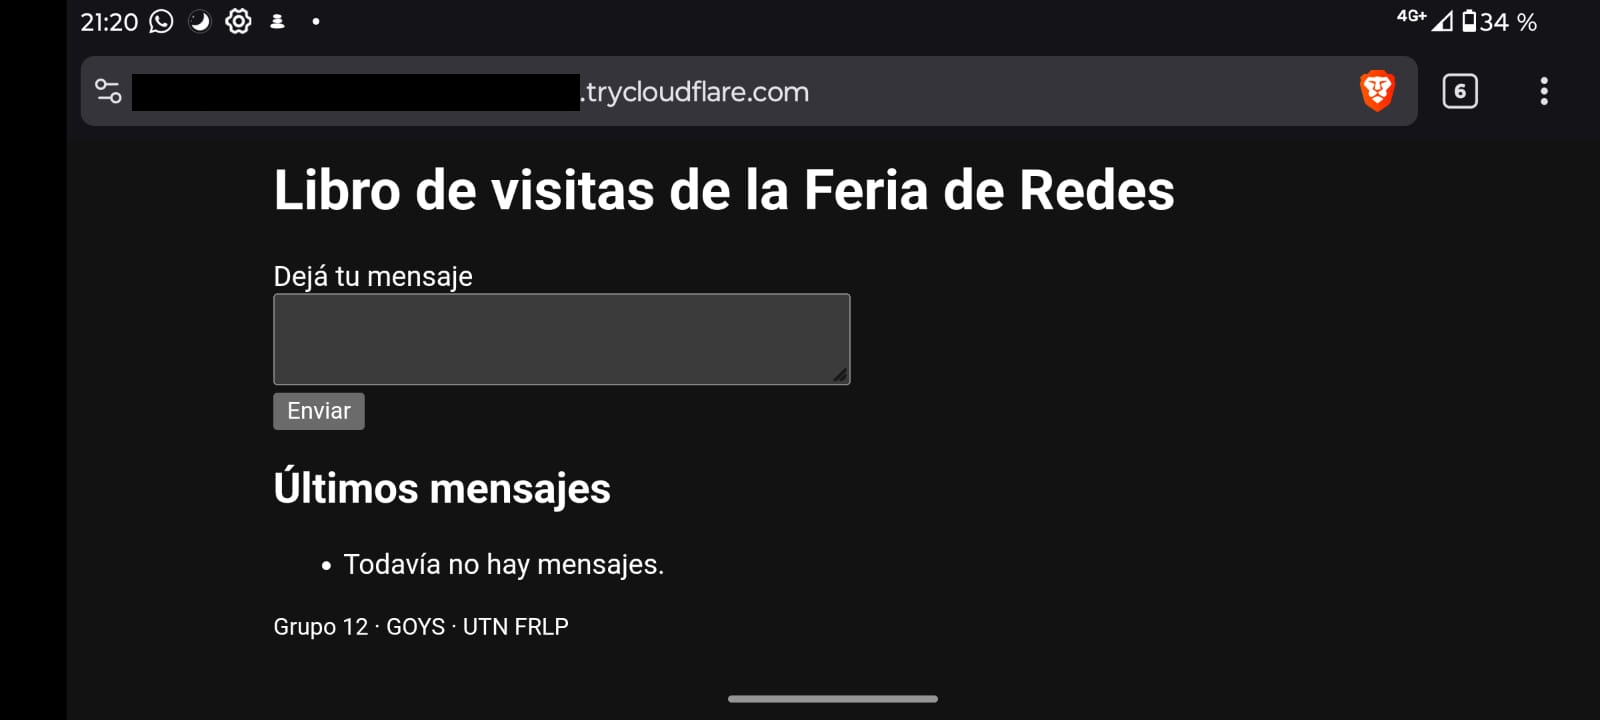 21:20
4G+ 34 %
.trycloudflare.com
6
Libro de visitas de la Feria de Redes
Dejá tu mensaje
Enviar
Últimos mensajes
• Todavía no hay mensajes.
Grupo 12 · GOYS · UTN FRLP